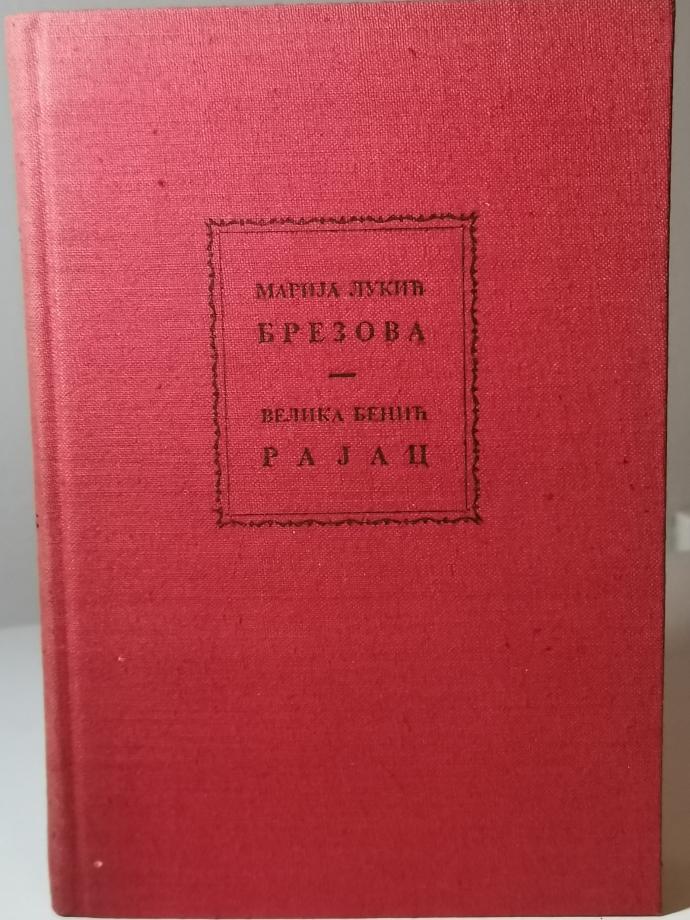 МАРИЈА ЛУКИЋ
БРЕЗОВА
—
ВЕЛИКА БЕНИЋ
РАЈАЦ